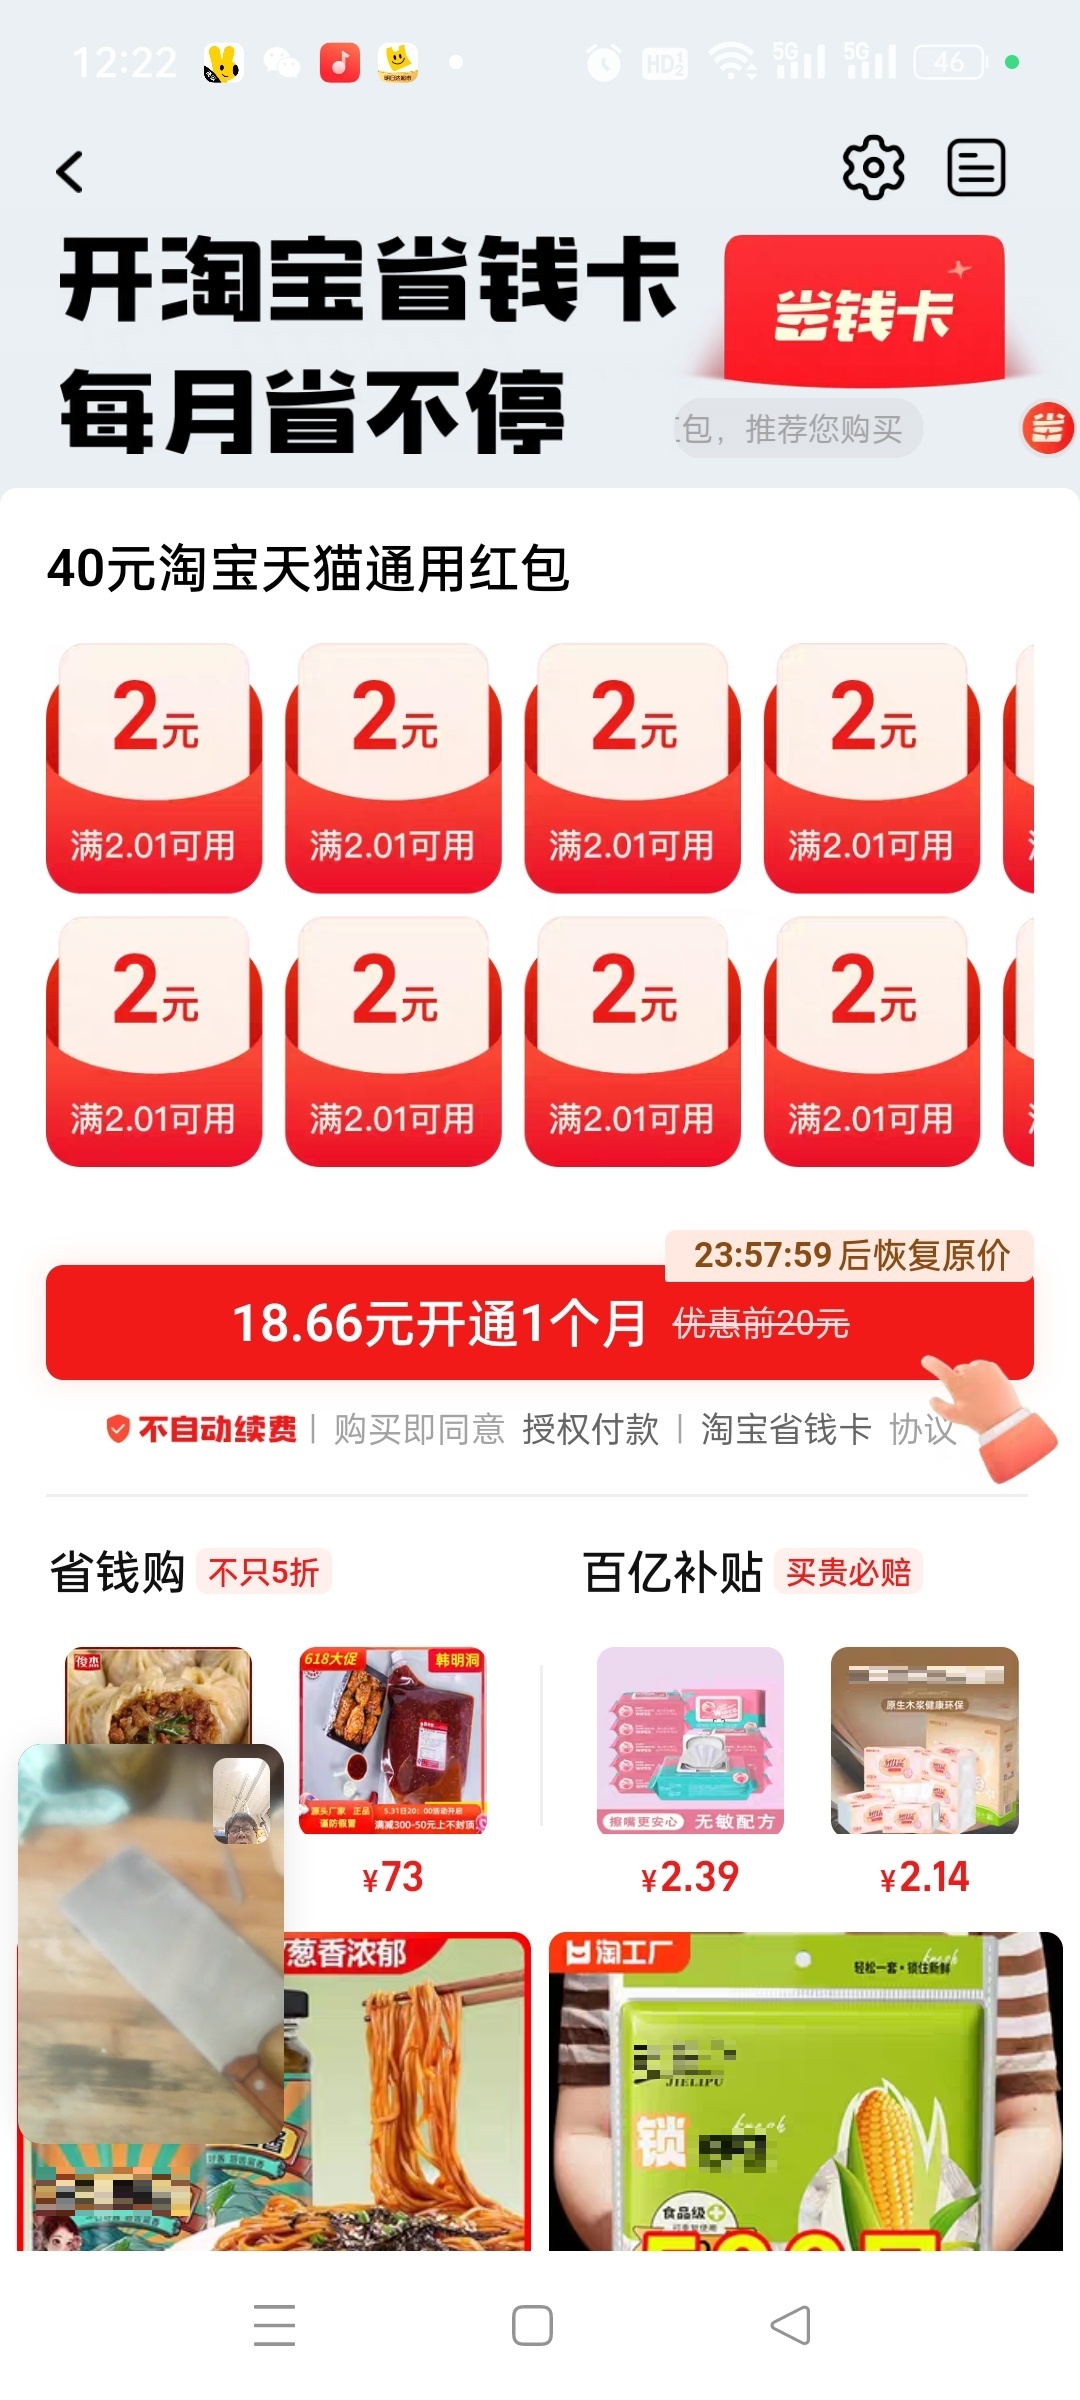 12:22
HD 1 2
5G
5G
46
开淘宝省钱卡
省钱卡
每月省不停
包，推荐您购买
省
40元淘宝天猫通用红包
2元
2元
2元
2元
满2.01可用
满2.01可用
满2.01可用
满2.01可用
2元
2元
2元
2元
满2.01可用
满2.01可用
满2.01可用
满2.01可用
23:57:59后恢复原价
18.66元开通1个月 优惠前20元
不自动续费 | 购买即同意 授权付款 | 淘宝省钱卡 协议
省钱购 不只5折
百亿补贴 买贵必赔
俊杰
618大促
韩明洞
源头厂家 正品
谨防假冒
5.31日20：00活动开启
满减300-50元上不封顶
擦嘴更安心 无敏配方
原生木浆健康环保
¥73
¥2.39
¥2.14
葱香浓郁
淘工厂
轻松一套·锁住新鲜
JIELIPU
锁
食品级